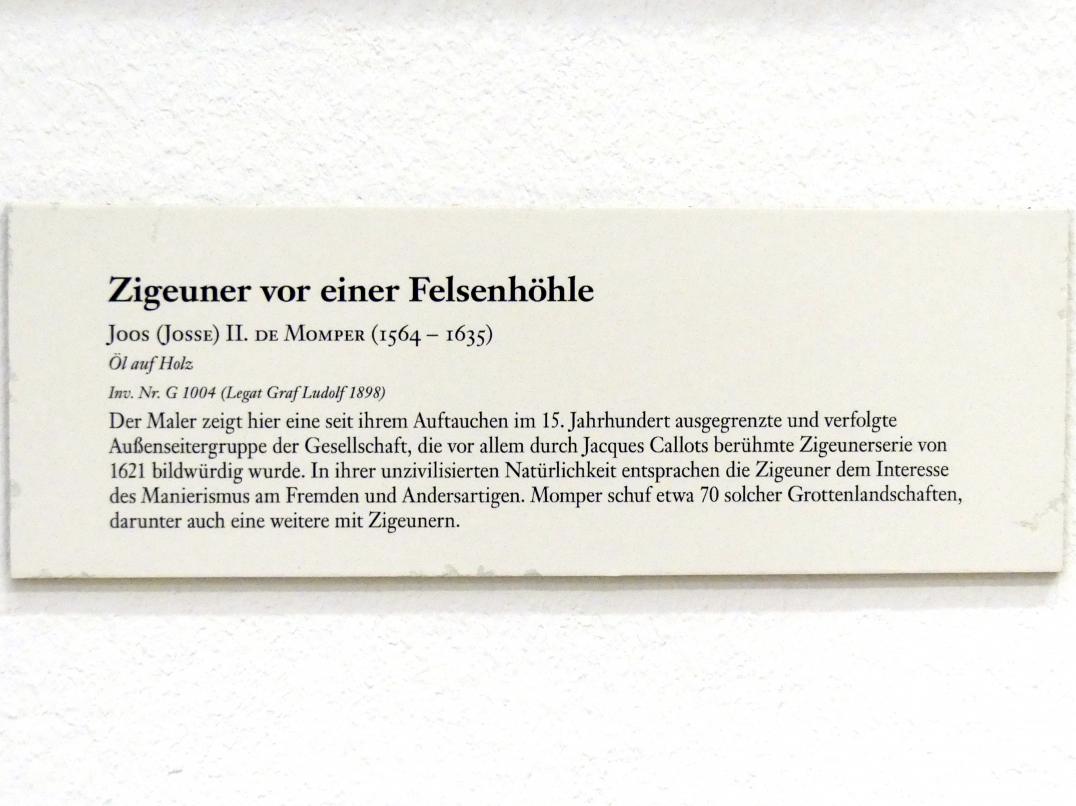 Zigeuner vor einer Felsenhöhle
Joos (Josse) II. de Momper (1564 – 1635)
Öl auf Holz
Inv. Nr. G 1004 (Legat Graf Ludolf 1898)
Der Maler zeigt hier eine seit ihrem Auftauchen im 15. Jahrhundert ausgegrenzte und verfolgte
Außenseitergruppe der Gesellschaft, die vor allem durch Jacques Callots berühmte Zigeunerserie von
1621 bildwürdig wurde. In ihrer unzivilisierten Natürlichkeit entsprachen die Zigeuner dem Interesse
des Manierismus am Fremden und Andersartigen. Momper schuf etwa 70 solcher Grottenlandschaften,
darunter auch eine weitere mit Zigeunern.